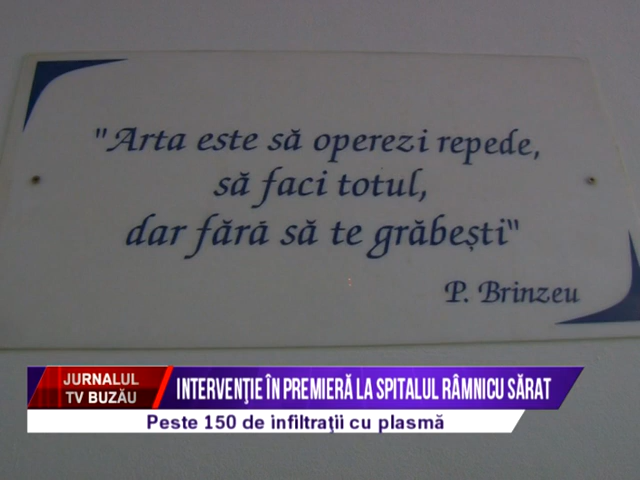 "Arta este să operezi repede,
să faci totul,
dar fără să te grăbești"
P. Brinzeu
JURNALUL
TV BUZĂU
INTERVENŢIE ÎN PREMIERĂ LA SPITALUL RÂMNICU SĂRAT
Peste 150 de infiltraţii cu plasmă